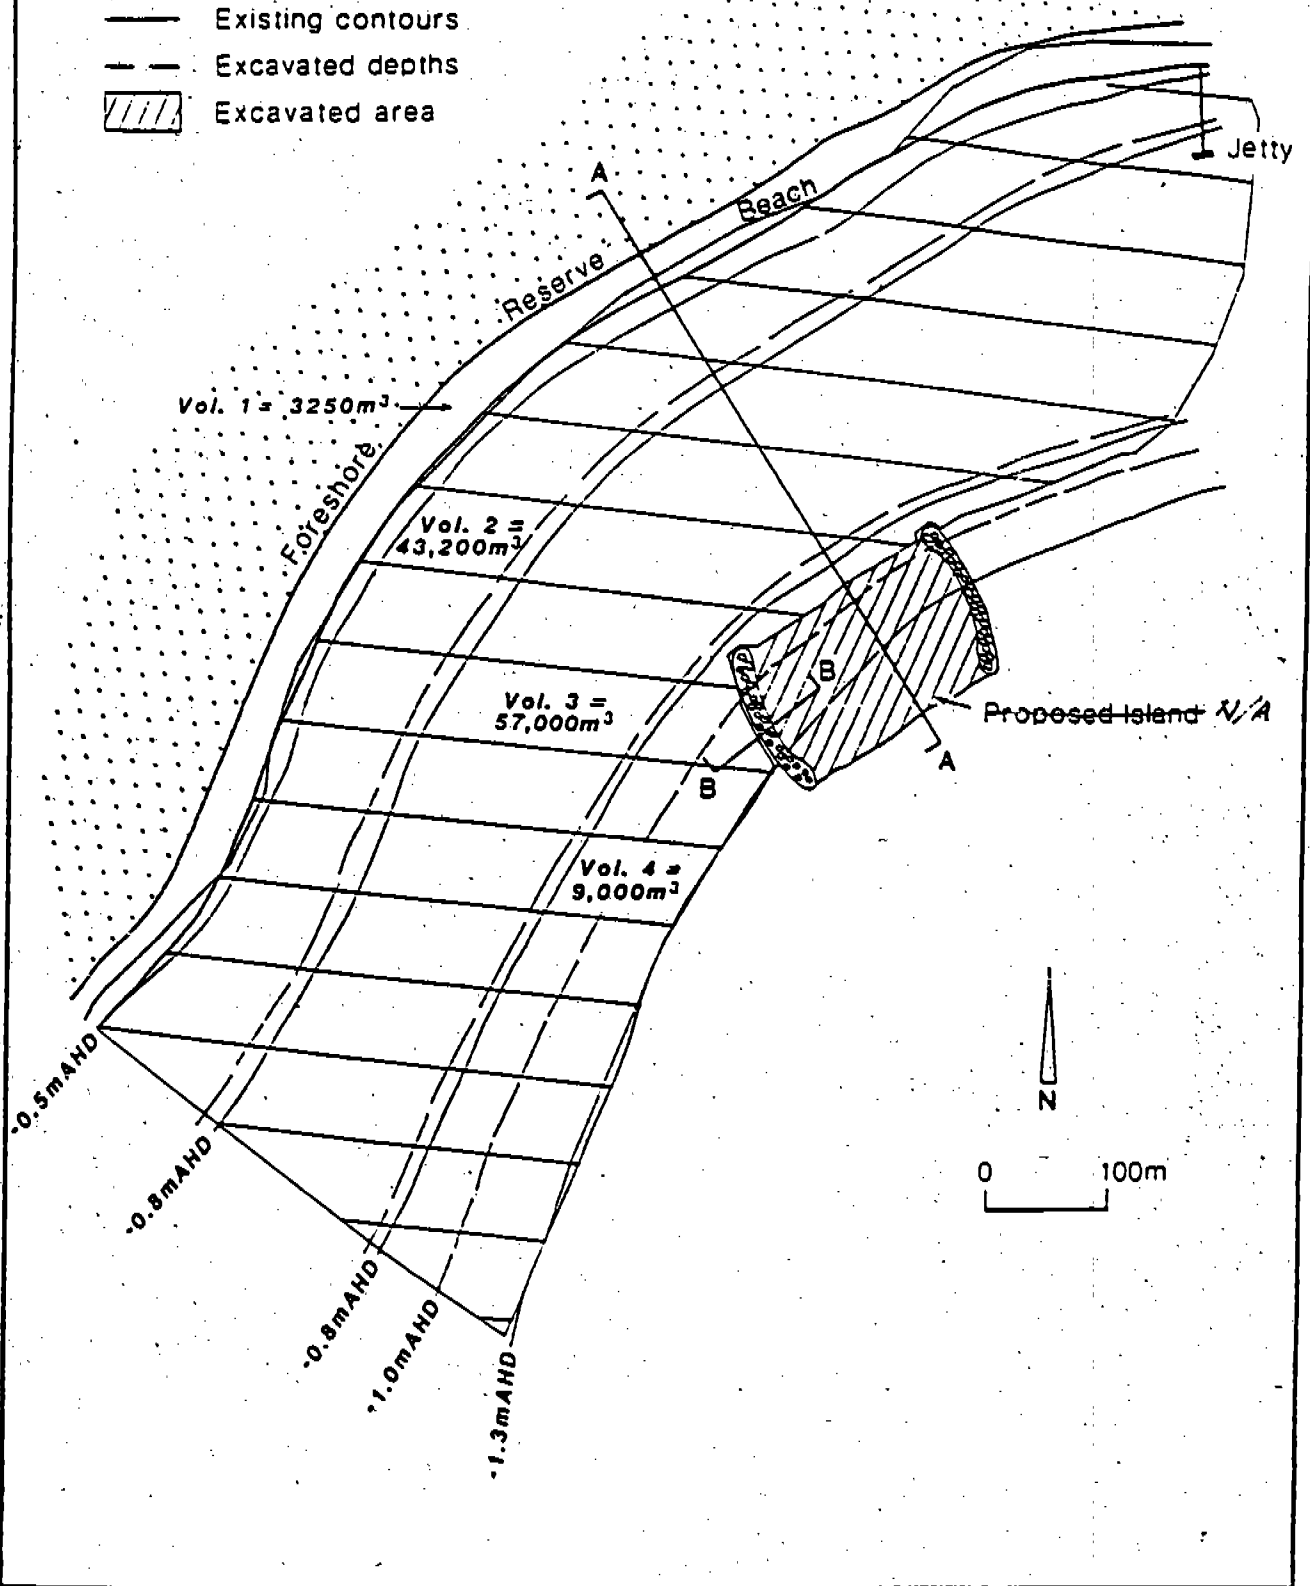 Existing contours
Excavated depths
Excavated area
Jetty
A
Beach
Reserve
Vol. 1 = 3250m³
Foreshore
Vol. 2 =
43,200m³
B
Vol. 3 =
57,000m³
Proposed Island N/A
A
B
Vol. 4 =
9,000m³
-0.5mAHD
N
-0.8mAHD
0 100m
-0.8mAHD
-1.0mAHD
-1.3mAHD